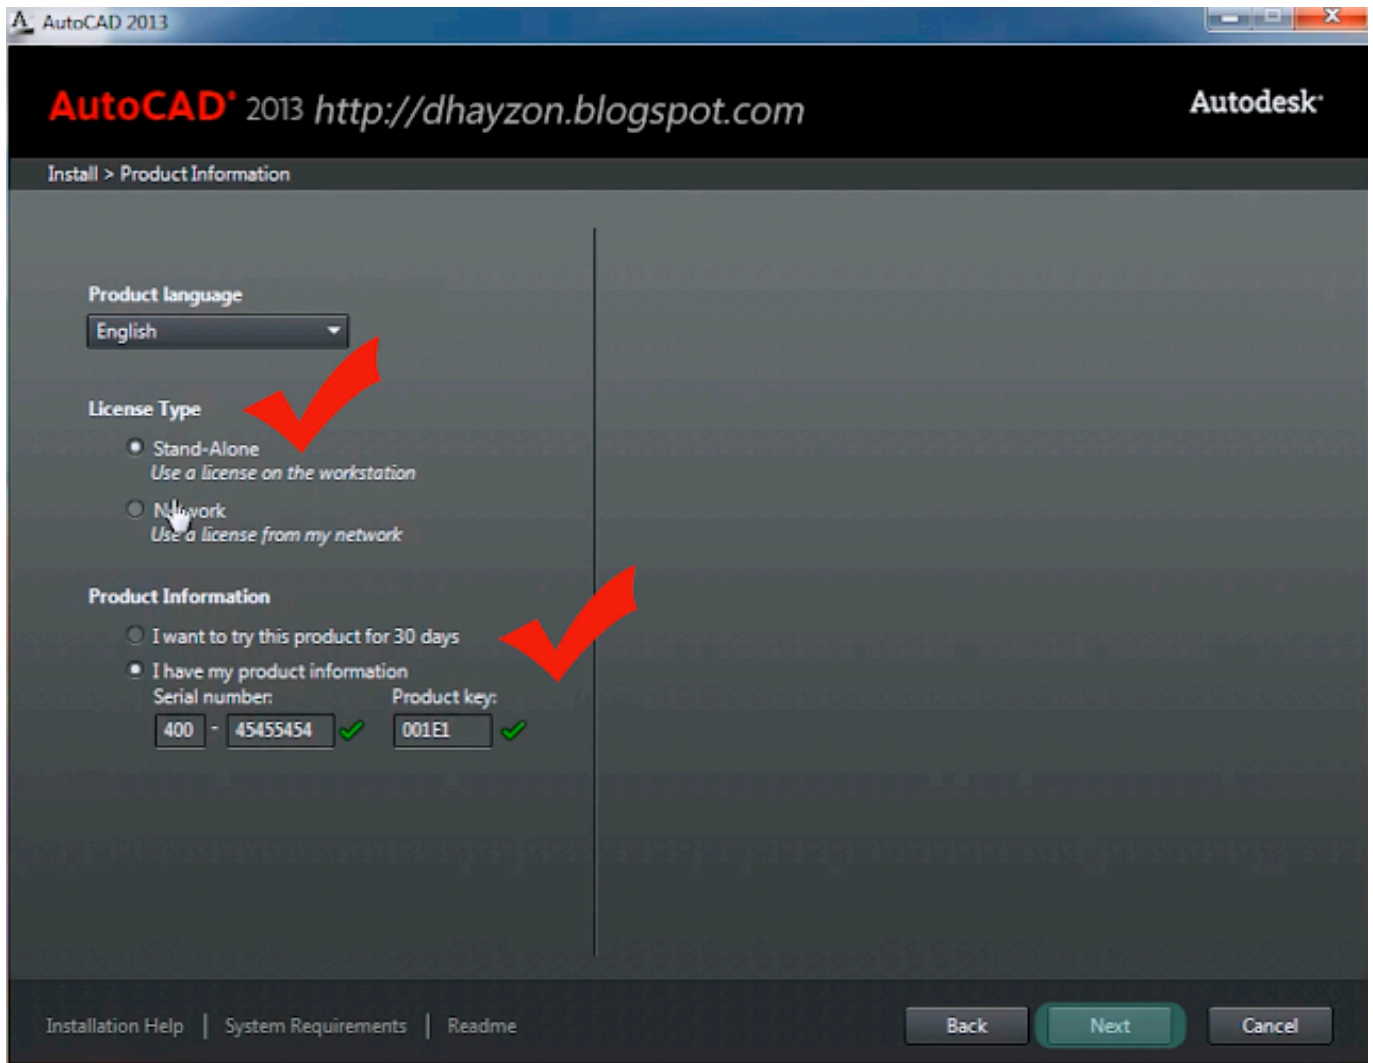 AutoCAD 2013
AutoCAD® 2013 http://dhayzon.blogspot.com
Autodesk®
Install > Product Information
Product language
English
License Type
Stand-Alone
Use a license on the workstation
Network
Use a license from my network
Product Information
I want to try this product for 30 days
I have my product information
Serial number: Product key:
400 - 45455454 001E1
Installation Help | System Requirements | Readme
Back Next Cancel